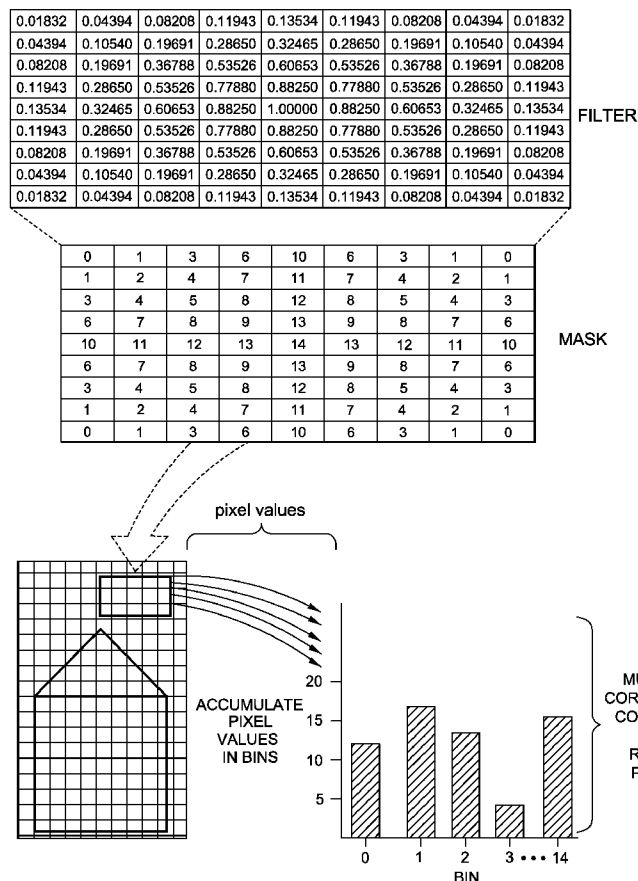 0.01832 0.04394 0.08208 0.11943 0.13534 0.11943 0.08208 0.04394 0.01832
0.04394 0.10540 0.19691 0.28650 0.32465 0.28650 0.19691 0.10540 0.04394
0.08208 0.19691 0.36788 0.53526 0.60653 0.53526 0.36788 0.19691 0.08208
0.11943 0.28650 0.53526 0.77880 0.88250 0.77880 0.53526 0.28650 0.11943
0.13534 0.32465 0.60653 0.88250 1.00000 0.88250 0.60653 0.32465 0.13534
0.11943 0.28650 0.53526 0.77880 0.88250 0.77880 0.53526 0.28650 0.11943
0.08208 0.19691 0.36788 0.53526 0.60653 0.53526 0.36788 0.19691 0.08208
0.04394 0.10540 0.19691 0.28650 0.32465 0.28650 0.19691 0.10540 0.04394
0.01832 0.04394 0.08208 0.11943 0.13534 0.11943 0.08208 0.04394 0.01832
FILTER
0 1 3 6 10 6 3 1 0
1 2 4 7 11 7 4 2 1
3 4 5 8 12 8 5 4 3
6 7 8 9 13 9 8 7 6
10 11 12 13 14 13 12 11 10
6 7 8 9 13 9 8 7 6
3 4 5 8 12 8 5 4 3
1 2 4 7 11 7 4 2 1
0 1 3 6 10 6 3 1 0
MASK
pixel values
ACCUMULATE
PIXEL
VALUES
IN BINS
20
15
10
5
0 1 2 3 ••• 14
BIN